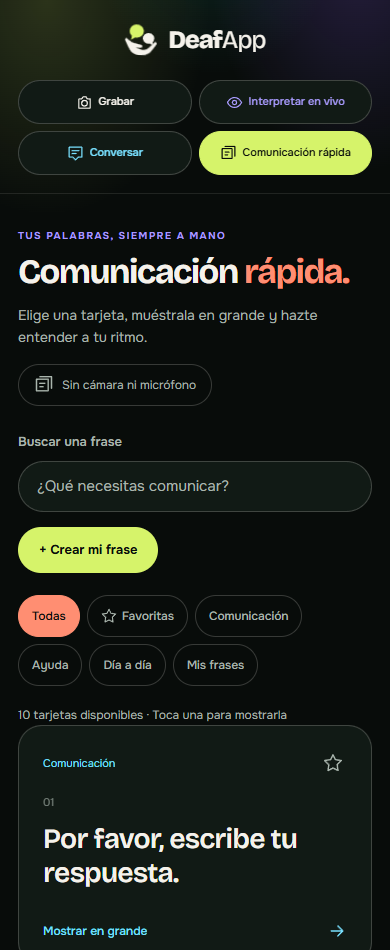 DeafApp
Grabar
Interpretar en vivo
Conversar
Comunicación rápida
TUS PALABRAS, SIEMPRE A MANO
Comunicación rápida.
Elige una tarjeta, muéstrala en grande y hazte
entender a tu ritmo.
Sin cámara ni micrófono
Buscar una frase
¿Qué necesitas comunicar?
+ Crear mi frase
Todas
Favoritas
Comunicación
Ayuda
Día a día
Mis frases
10 tarjetas disponibles · Toca una para mostrarla
Comunicación
01
Por favor, escribe tu
respuesta.
Mostrar en grande